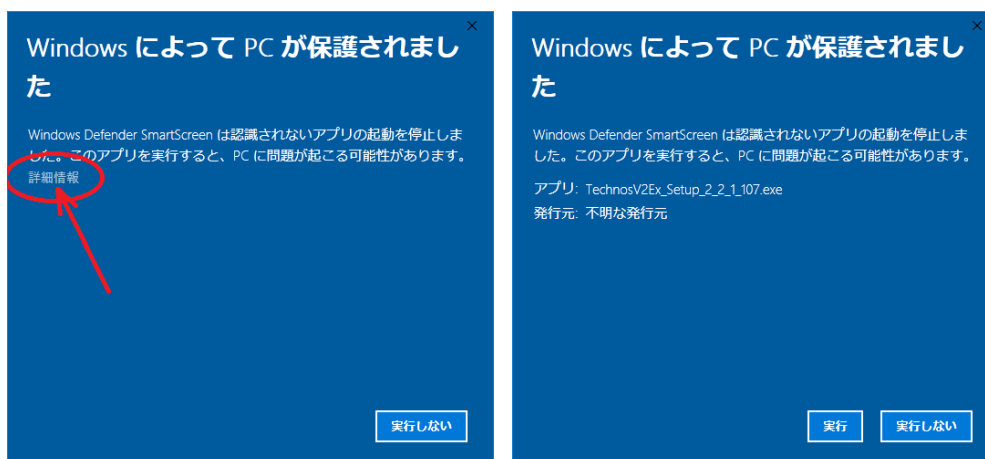 Windows によって PC が保護されまし
た
Windows Defender SmartScreen は認識されないアプリの起動を停止しま
した。このアプリを実行すると、PC に問題が起こる可能性があります。
詳細情報
実行しない
Windows によって PC が保護されまし
た
Windows Defender SmartScreen は認識されないアプリの起動を停止しま
した。このアプリを実行すると、PC に問題が起こる可能性があります。
アプリ: TechnosV2Ex_Setup_2_2_1_107.exe
発行元: 不明な発行元
実行
実行しない